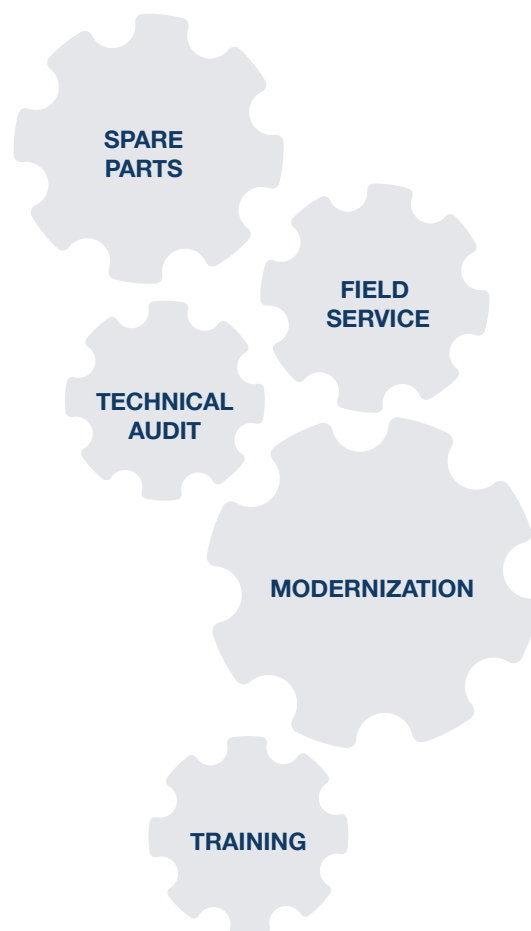 SPARE
PARTS
FIELD
SERVICE
TECHNICAL
AUDIT
MODERNIZATION
TRAINING